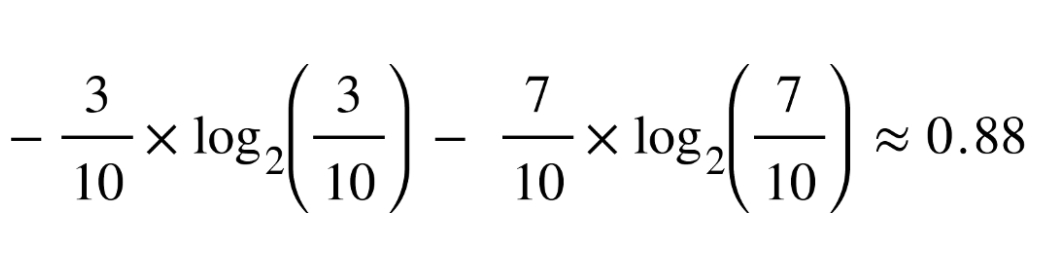 − 3/10 × log₂(3/10) − 7/10 × log₂(7/10) ≈ 0.88